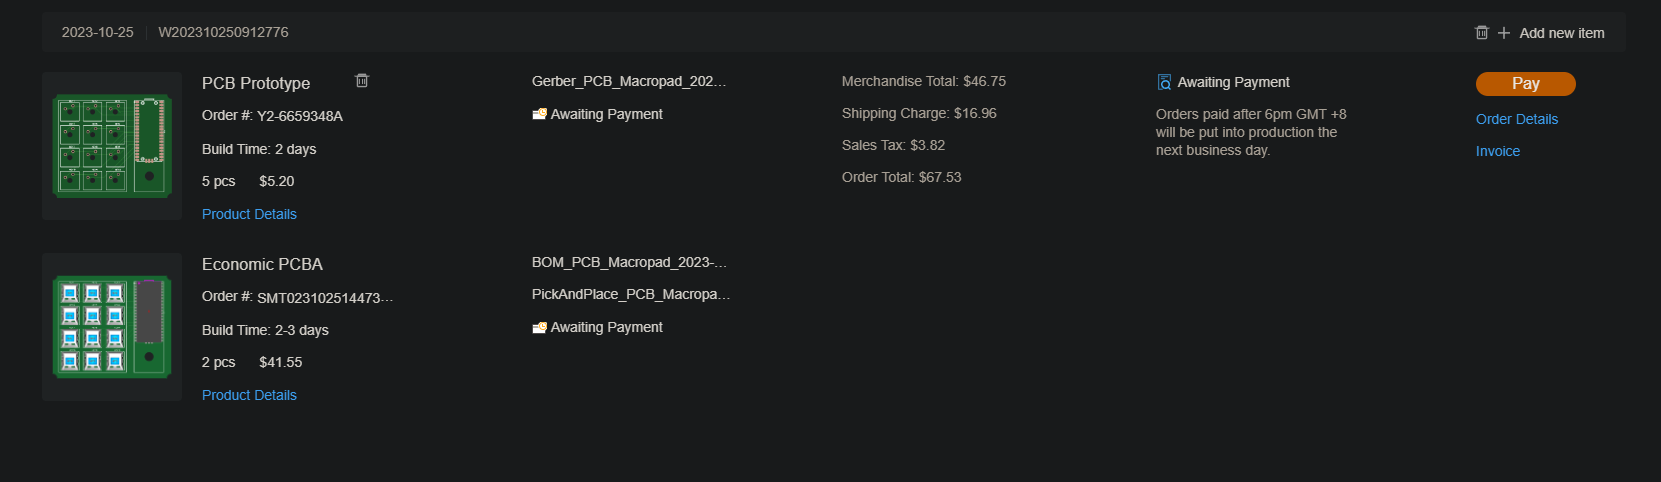 2023-10-25 W202310250912776 Add new item
PCB Prototype
Order #: Y2-6659348A
Build Time: 2 days
5 pcs $5.20
Product Details
Gerber_PCB_Macropad_202...
Awaiting Payment
Merchandise Total: $46.75
Shipping Charge: $16.96
Sales Tax: $3.82
Order Total: $67.53
Awaiting Payment
Orders paid after 6pm GMT +8
will be put into production the
next business day.
Pay
Order Details
Invoice
Economic PCBA
Order #: SMT023102514473...
Build Time: 2-3 days
2 pcs $41.55
Product Details
BOM_PCB_Macropad_2023-...
PickAndPlace_PCB_Macropa...
Awaiting Payment